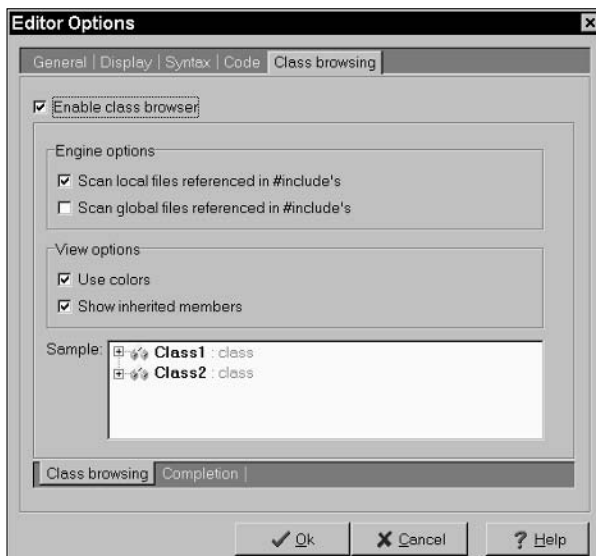 Editor Options
General | Display | Syntax | Code Class browsing
Enable class browser
Engine options
Scan local files referenced in #include's
Scan global files referenced in #include's
View options
Use colors
Show inherited members
Sample: Class1 : class
Class2 : class
Class browsing Completion |
Ok Cancel ? Help